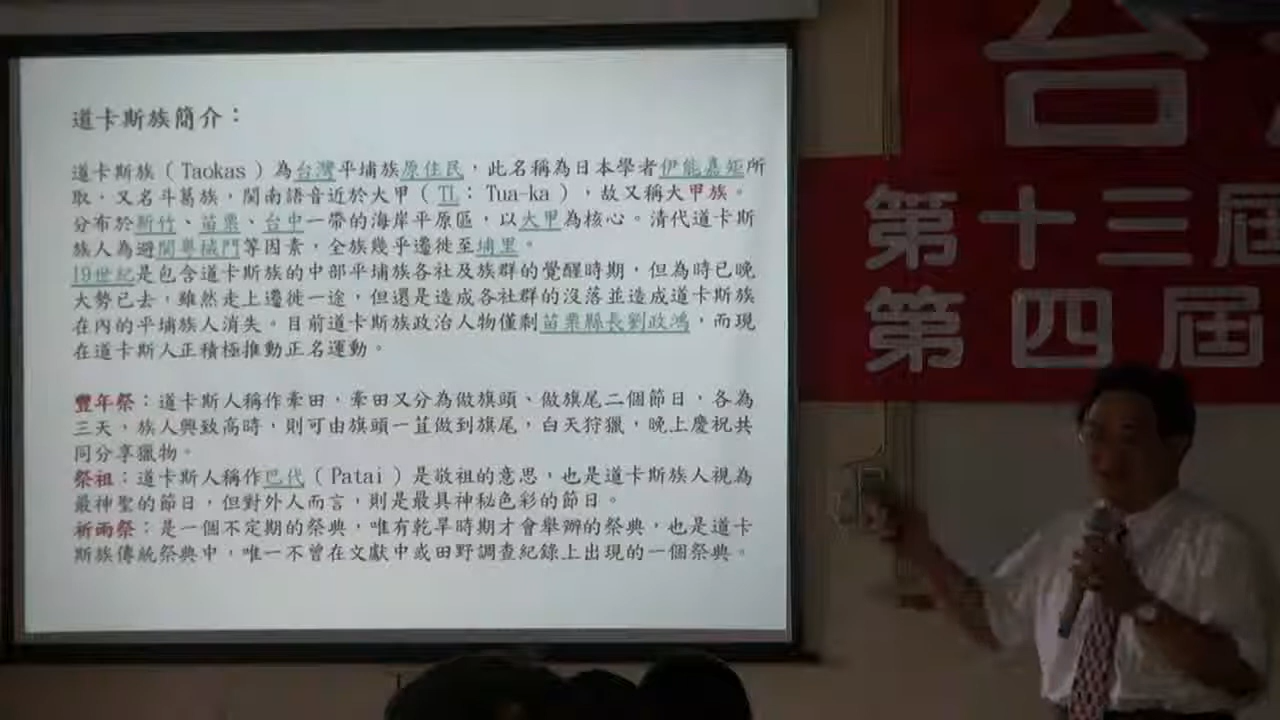 道卡斯族簡介：
道卡斯族（Taokas）為台灣平埔族原住民，此名稱為日本學者伊能嘉矩所
取．又名斗葛族，閩南語音近於大甲（TL：Tua-ka），故又稱大甲族。
分布於新竹、苗栗、台中一帶的海岸平原區，以大甲為核心。清代道卡斯
族人為避閩粵械鬥等因素，全族幾乎遷徙至埔里。
19世紀是包含道卡斯族的中部平埔族各社及族群的覺醒時期，但為時已晚
大勢已去，雖然走上遷徙一途，但還是造成各社群的沒落並造成道卡斯族
在內的平埔族人消失。目前道卡斯族政治人物僅剩苗栗縣長劉政鴻，而現
在道卡斯人正積極推動正名運動。
豐年祭：道卡斯人稱作牽田，牽田又分為做旗頭、做旗尾二個節日，各為
三天，族人興致高時，則可由旗頭一直做到旗尾，白天狩獵，晚上慶祝共
同分享獵物。
祭祖：道卡斯人稱作巴代（Patai）是敬祖的意思，也是道卡斯族人視為
最神聖的節日，但對外人而言，則是最具神秘色彩的節日。
祈雨祭：是一個不定期的祭典，唯有乾旱時期才會舉辦的祭典，也是道卡
斯族傳統祭典中，唯一不曾在文獻中或田野調查紀錄上出現的一個祭典。
台
第十三屆
第四屆